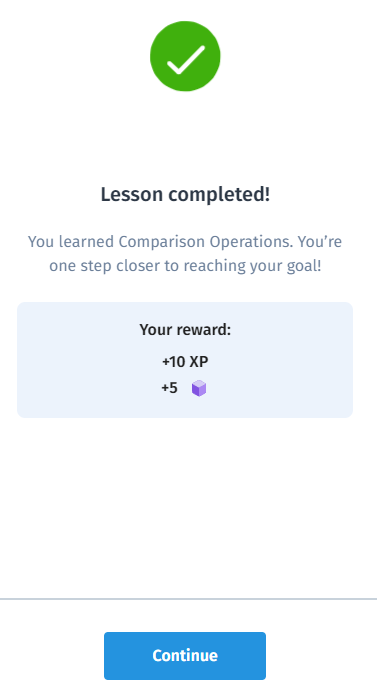 Lesson completed!
You learned Comparison Operations. You’re
one step closer to reaching your goal!
Your reward:
+10 XP
+5
Continue